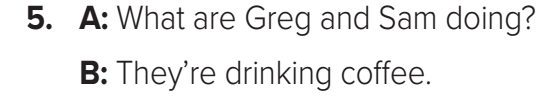 5. A: What are Greg and Sam doing?
B: They're drinking coffee.